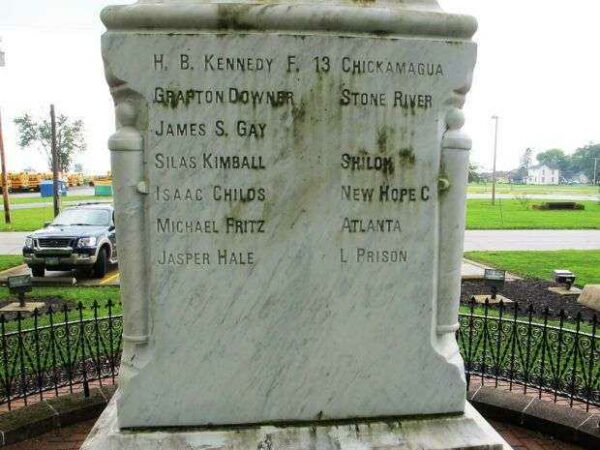 H. B. KENNEDY F. 13 CHICKAMAGUA
GRAFTON DOWNER STONE RIVER
JAMES S. GAY
SILAS KIMBALL SHILOH
ISAAC CHILDS NEW HOPE C
MICHAEL FRITZ ATLANTA
JASPER HALE L PRISON